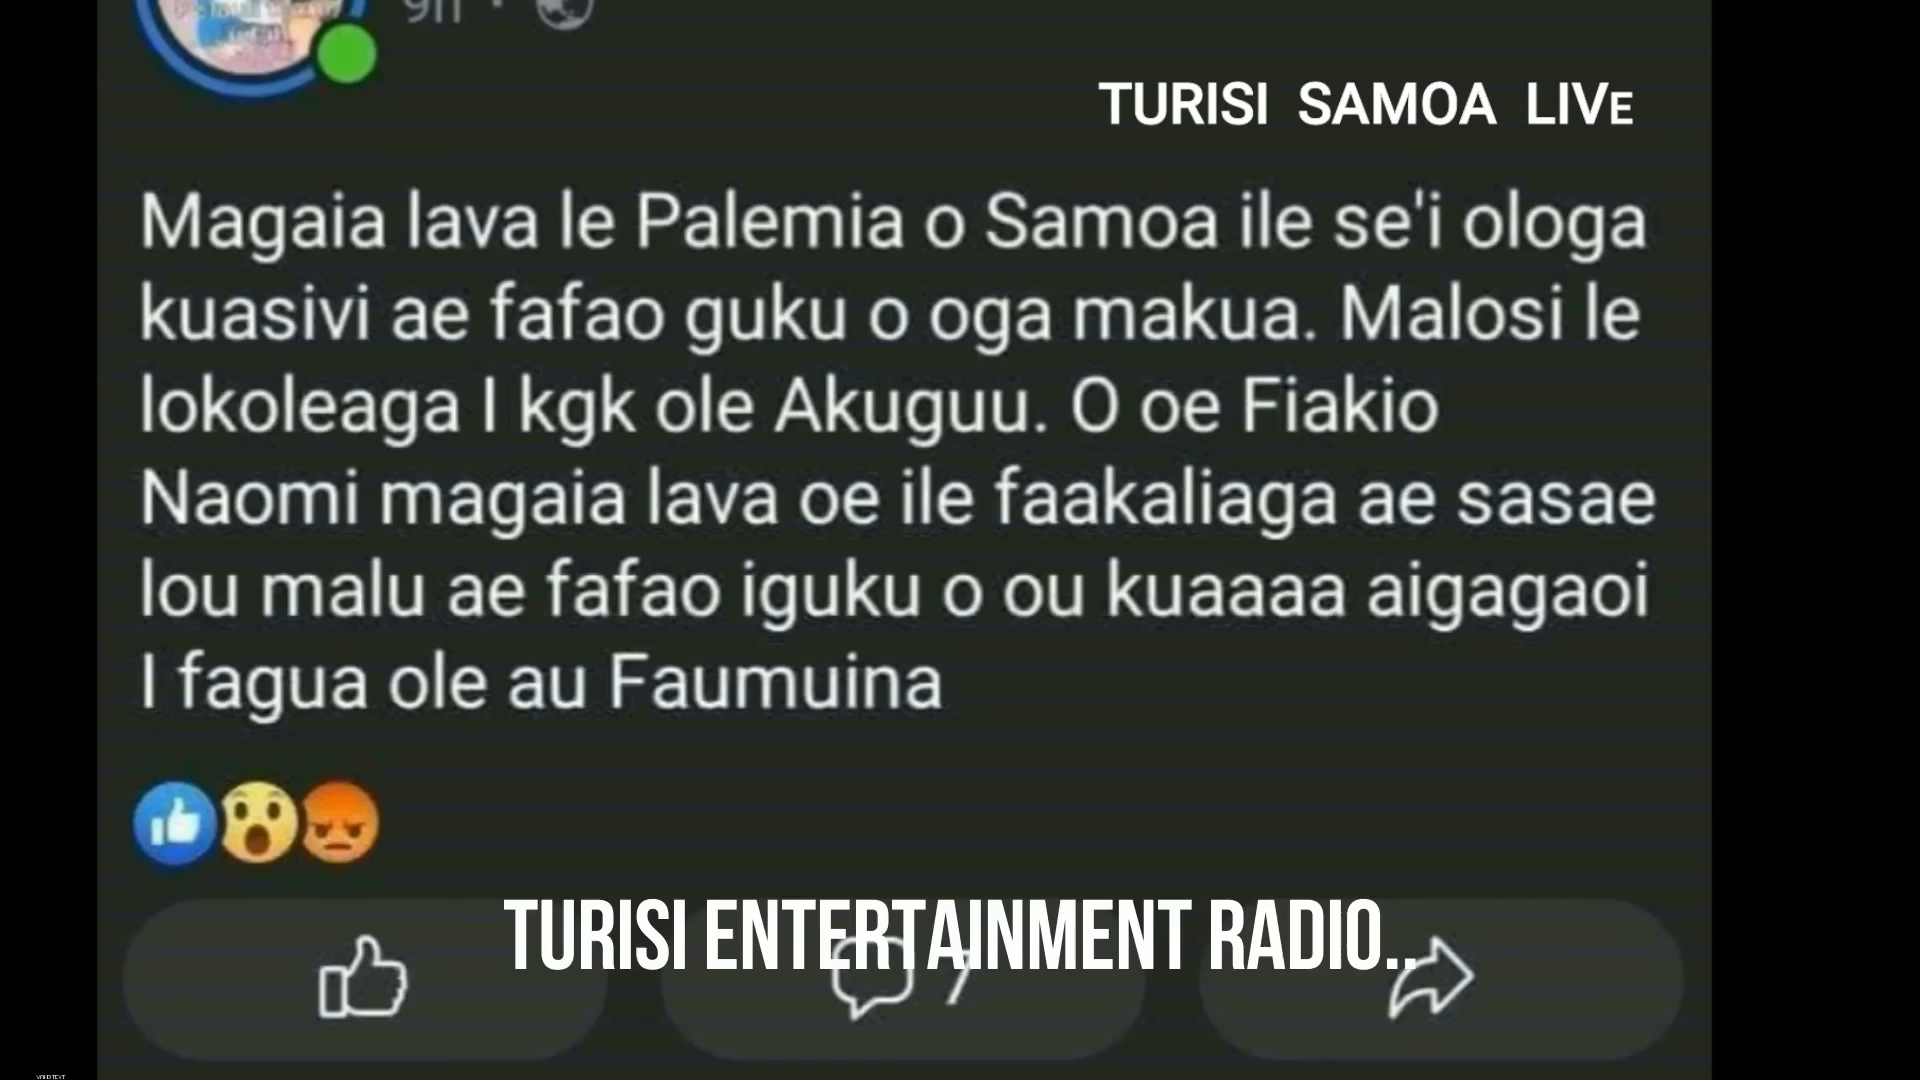 9h
TURISI SAMOA LIVE
Magaia lava le Palemia o Samoa ile se'i ologa
kuasivi ae fafao guku o oga makua. Malosi le
lokoleaga I kgk ole Akuguu. O oe Fiakio
Naomi magaia lava oe ile faakaliaga ae sasae
lou malu ae fafao iguku o ou kuaaaa aigagaoi
I fagua ole au Faumuina
TURISI ENTERTAINMENT RADIO..
7